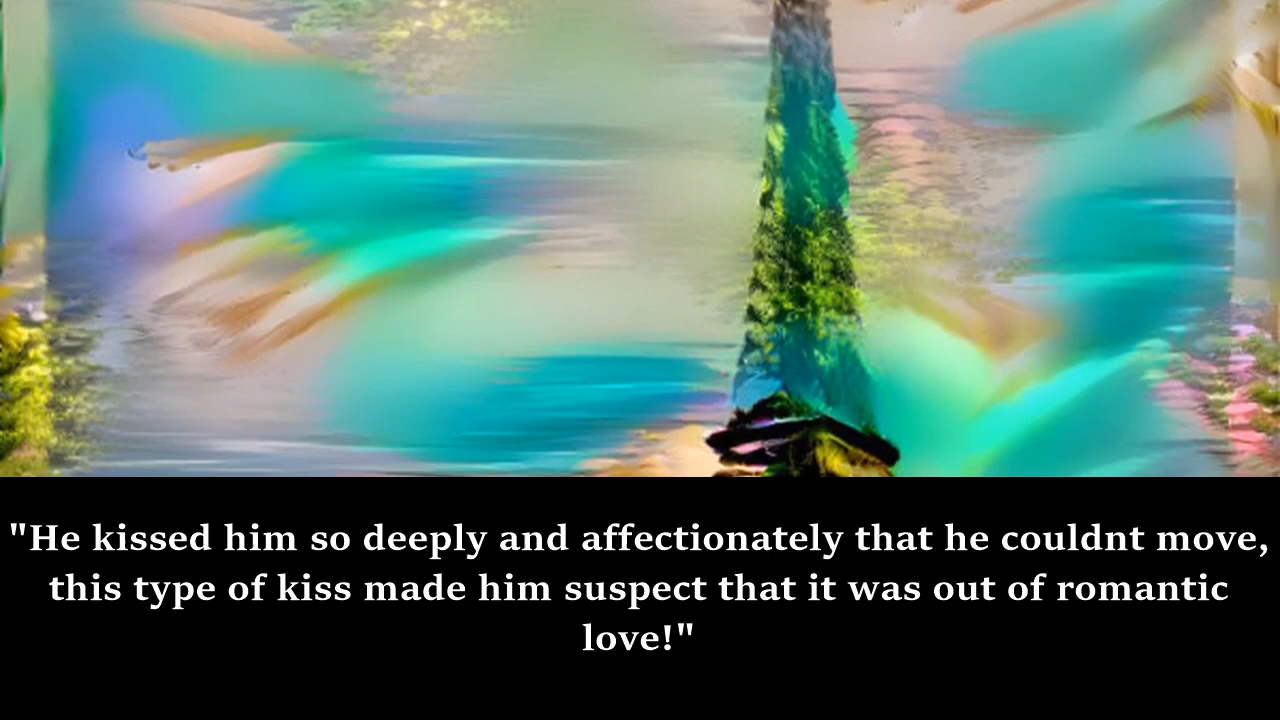 "He kissed him so deeply and affectionately that he couldnt move,
this type of kiss made him suspect that it was out of romantic
love!"